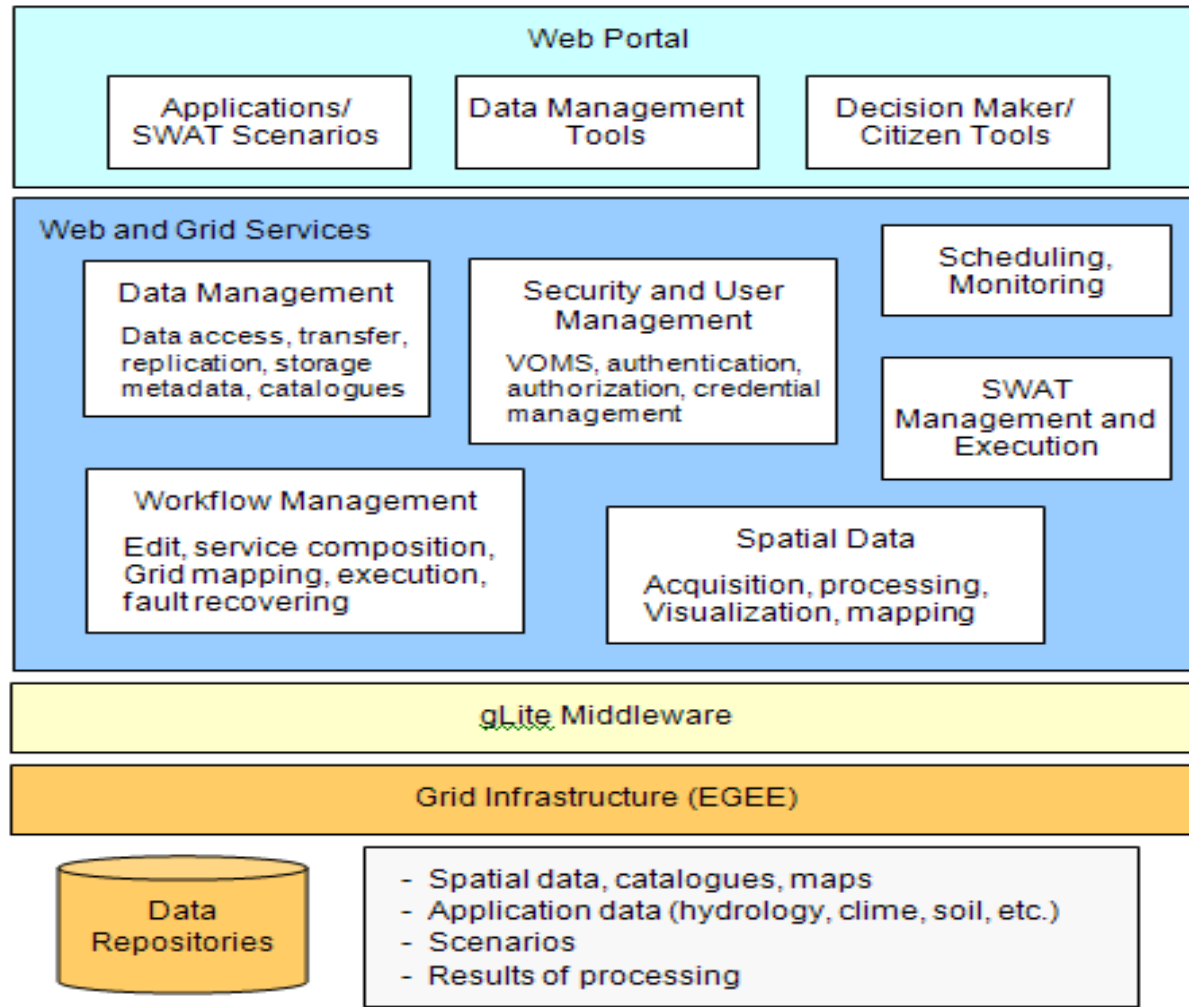 Web Portal
Applications/
SWAT Scenarios
Data Management
Tools
Decision Maker/
Citizen Tools
Web and Grid Services
Data Management
Data access, transfer,
replication, storage
metadata, catalogues
Security and User
Management
VOMS, authentication,
authorization, credential
management
Scheduling,
Monitoring
SWAT
Management and
Execution
Workflow Management
Edit, service composition,
Grid mapping, execution,
fault recovering
Spatial Data
Acquisition, processing,
Visualization, mapping
gLite Middleware
Grid Infrastructure (EGEE)
Data
Repositories
- Spatial data, catalogues, maps
- Application data (hydrology, clime, soil, etc.)
- Scenarios
- Results of processing